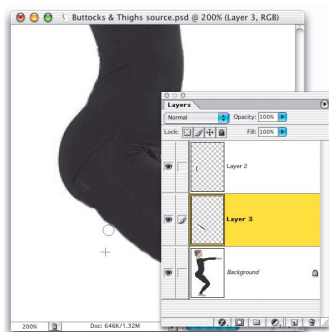 Buttocks & Thighs source.psd @ 200% (Layer 3, RGB)
Layers
Normal Opacity: 100%
Lock: Fill: 100%
Layer 2
Layer 3
Background
200% Doc: 646K/1.32M